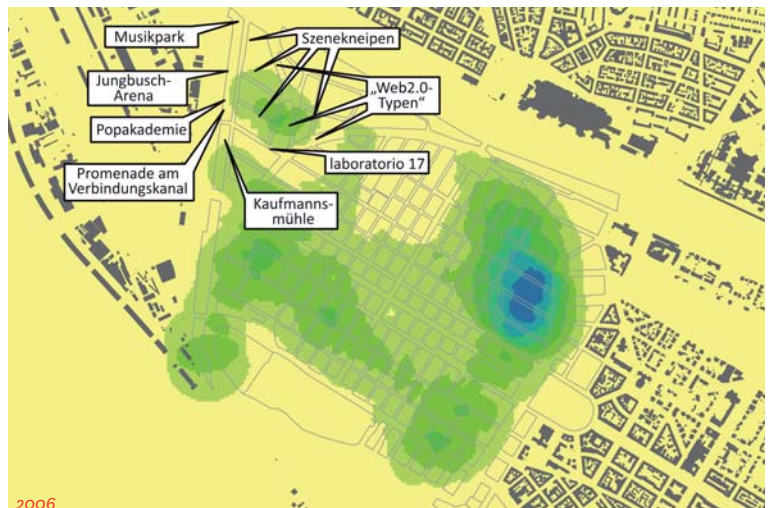 Musikpark
Szenekneipen
Jungbusch-
Arena
„Web2.0-
Typen“
Popakademie
laboratorio 17
Promenade am
Verbindungskanal
Kaufmanns-
mühle
2006